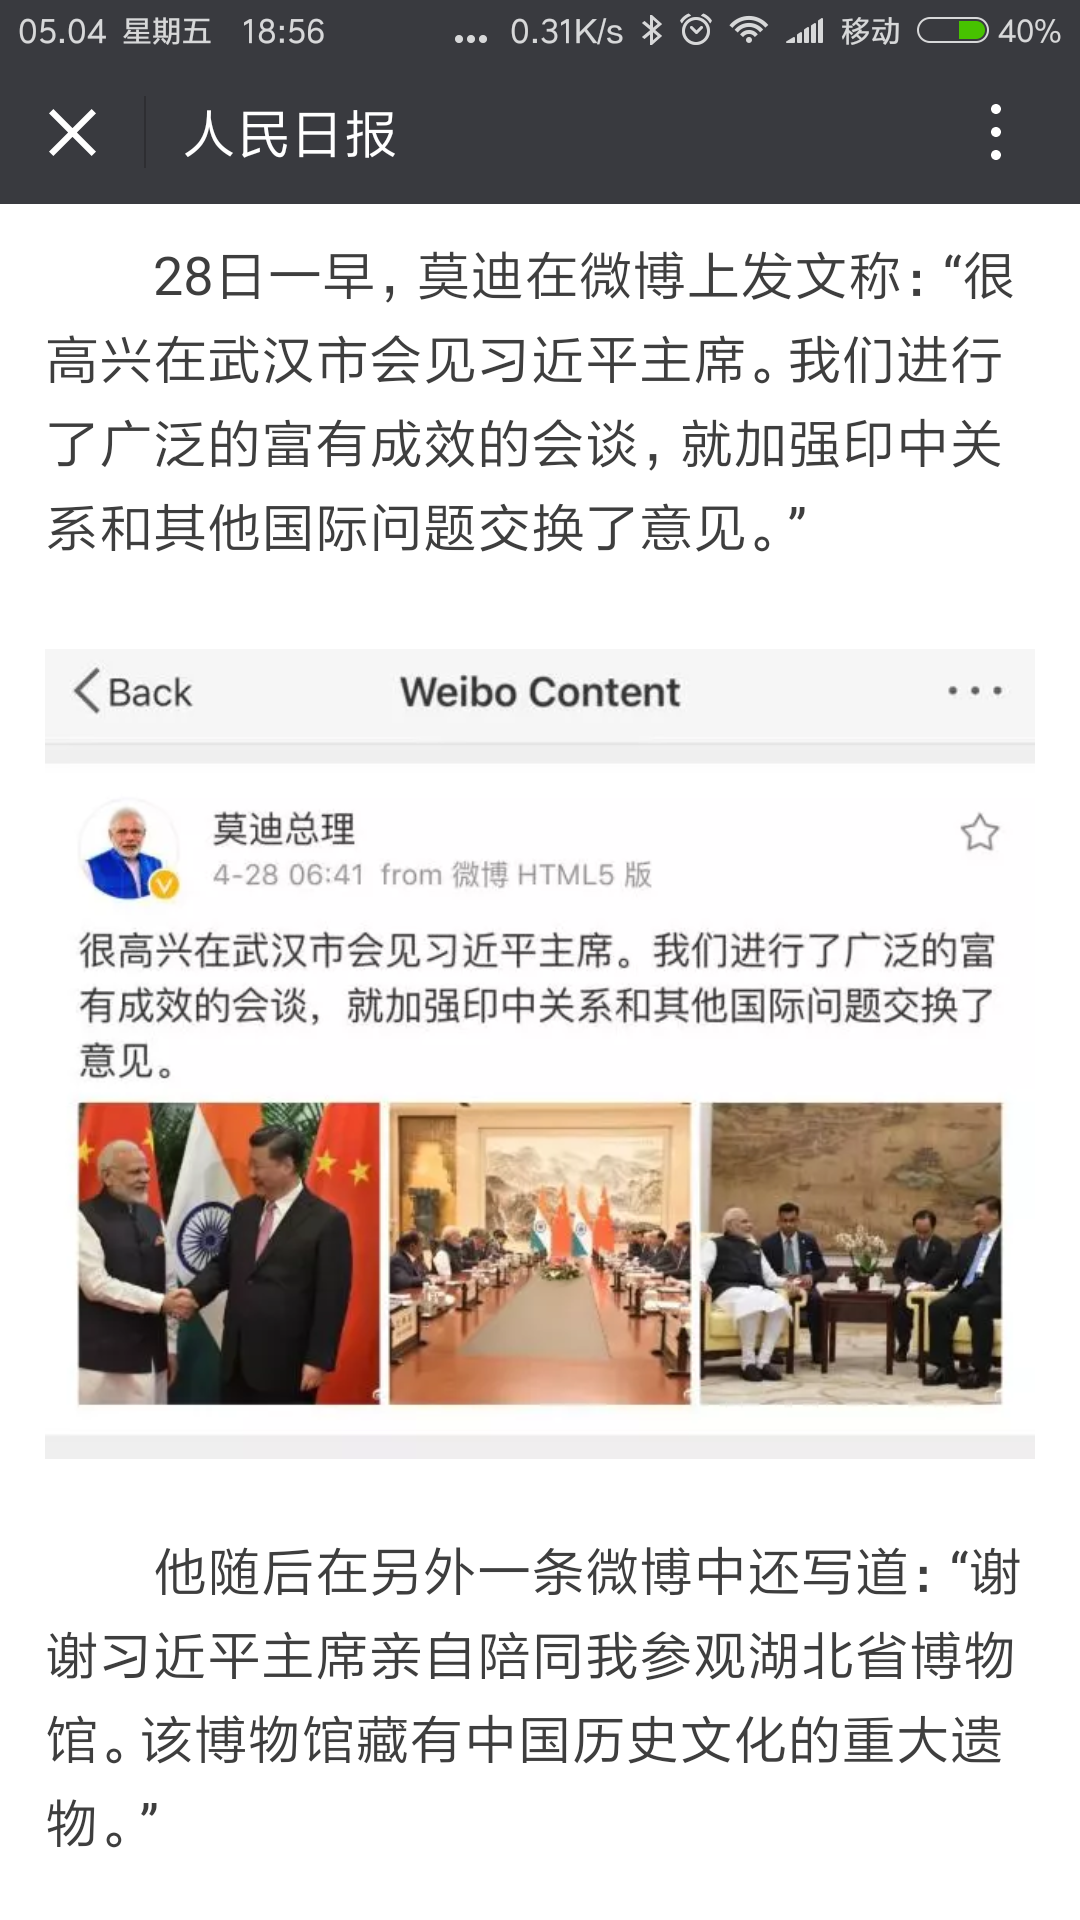 05.04 星期五 18:56 ... 0.31K/s 移动 40%
人民日报
28日一早，莫迪在微博上发文称：“很
高兴在武汉市会见习近平主席。我们进行
了广泛的富有成效的会谈，就加强印中关
系和其他国际问题交换了意见。”
Back Weibo Content ...
莫迪总理
4-28 06:41 from 微博 HTML5 版
很高兴在武汉市会见习近平主席。我们进行了广泛的富
有成效的会谈，就加强印中关系和其他国际问题交换了
意见。
他随后在另外一条微博中还写道：“谢
谢习近平主席亲自陪同我参观湖北省博物
馆。该博物馆藏有中国历史文化的重大遗
物。”